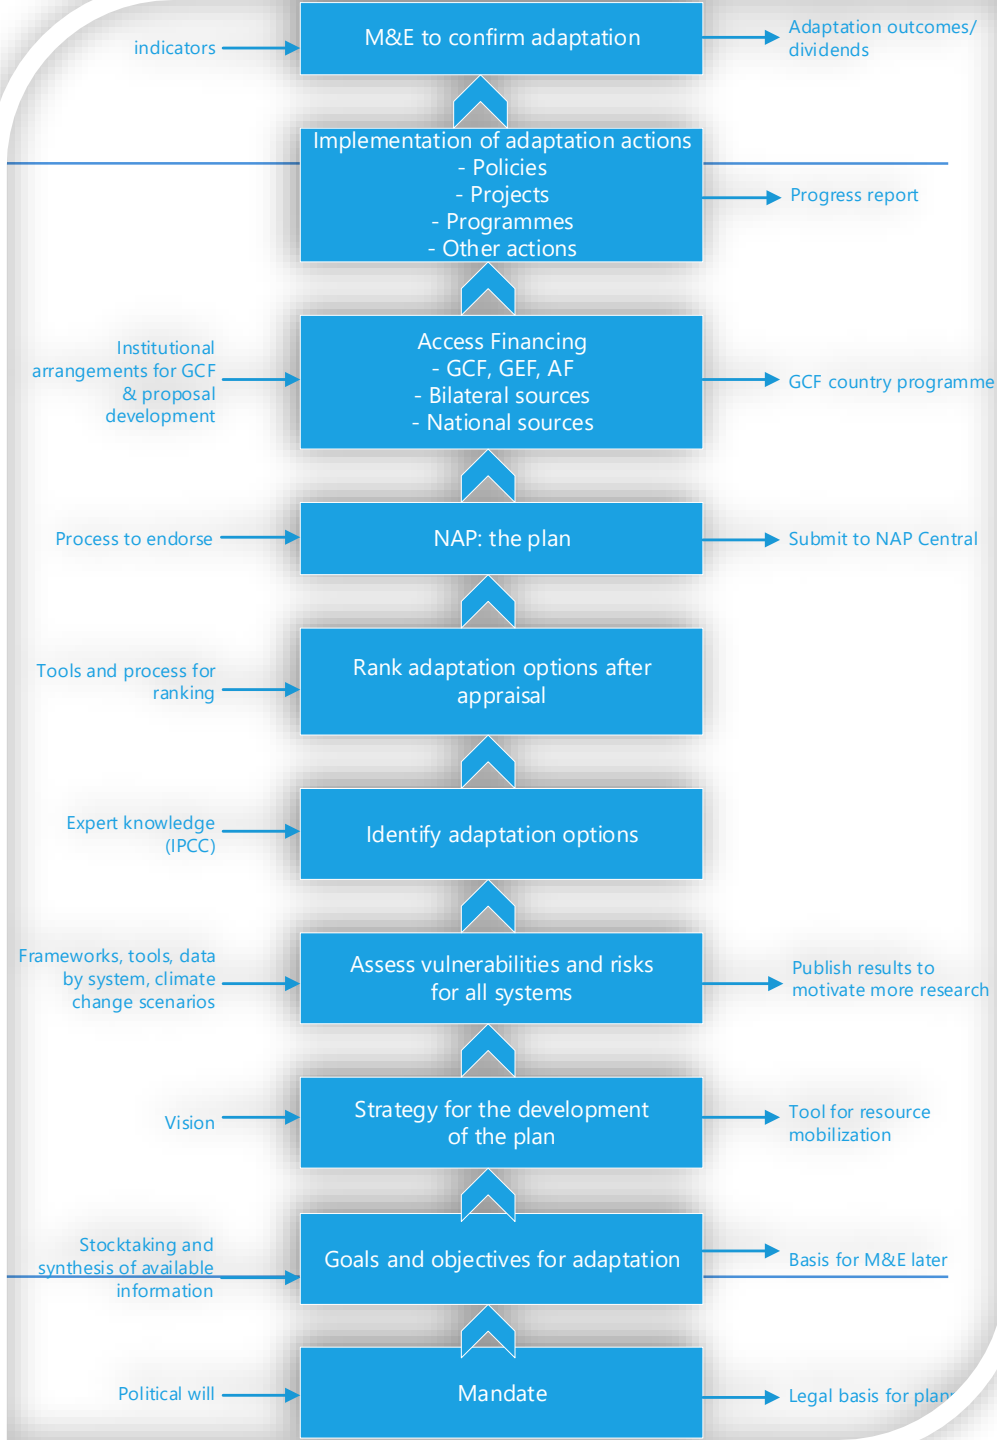 indicators
M&E to confirm adaptation
Adaptation outcomes/
dividends
Implementation of adaptation actions
- Policies
- Projects
- Programmes
- Other actions
Progress report
Institutional
arrangements for GCF
& proposal
development
Access Financing
- GCF, GEF, AF
- Bilateral sources
- National sources
GCF country programme
Process to endorse
NAP: the plan
Submit to NAP Central
Tools and process for
ranking
Rank adaptation options after
appraisal
Expert knowledge
(IPCC)
Identify adaptation options
Frameworks, tools, data
by system, climate
change scenarios
Assess vulnerabilities and risks
for all systems
Publish results to
motivate more research
Vision
Strategy for the development
of the plan
Tool for resource
mobilization
Stocktaking and
synthesis of available
information
Goals and objectives for adaptation
Basis for M&E later
Political will
Mandate
Legal basis for